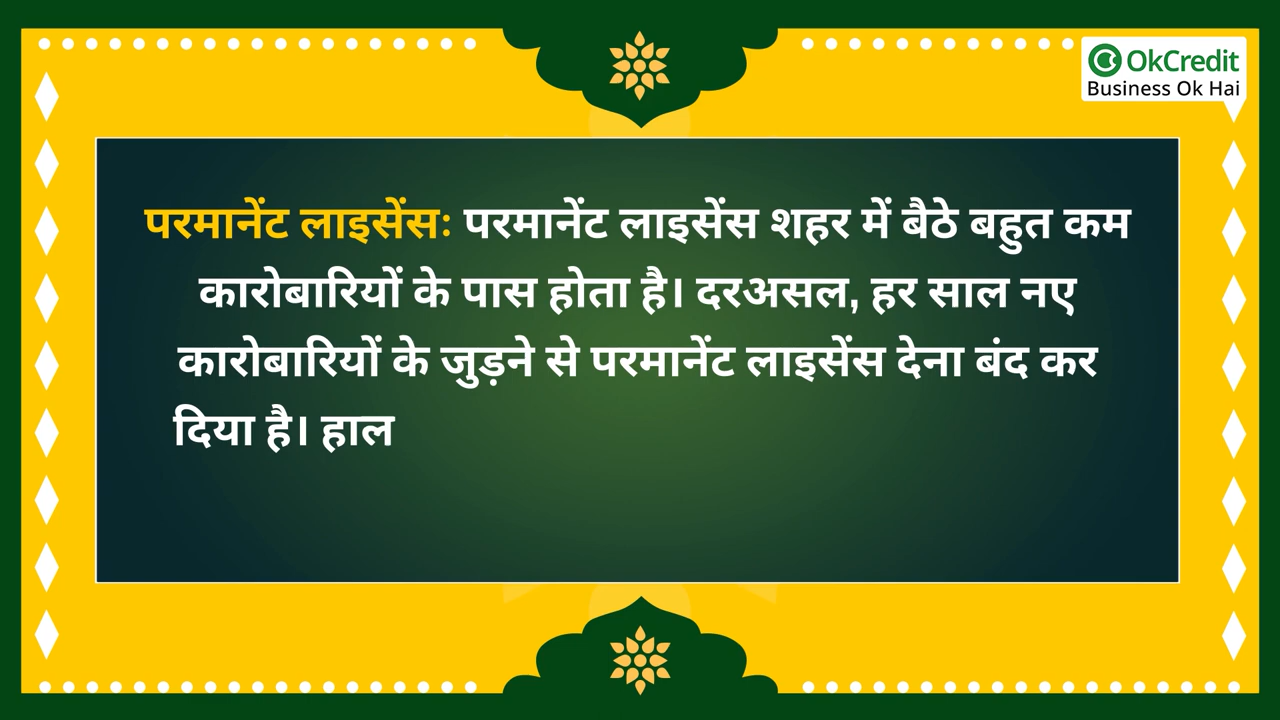 OkCredit
Business Ok Hai
परमानेंट लाइसेंसः परमानेंट लाइसेंस शहर में बैठे बहुत कम
कारोबारियों के पास होता है। दरअसल, हर साल नए
कारोबारियों के जुड़ने से परमानेंट लाइसेंस देना बंद कर
दिया है। हाल